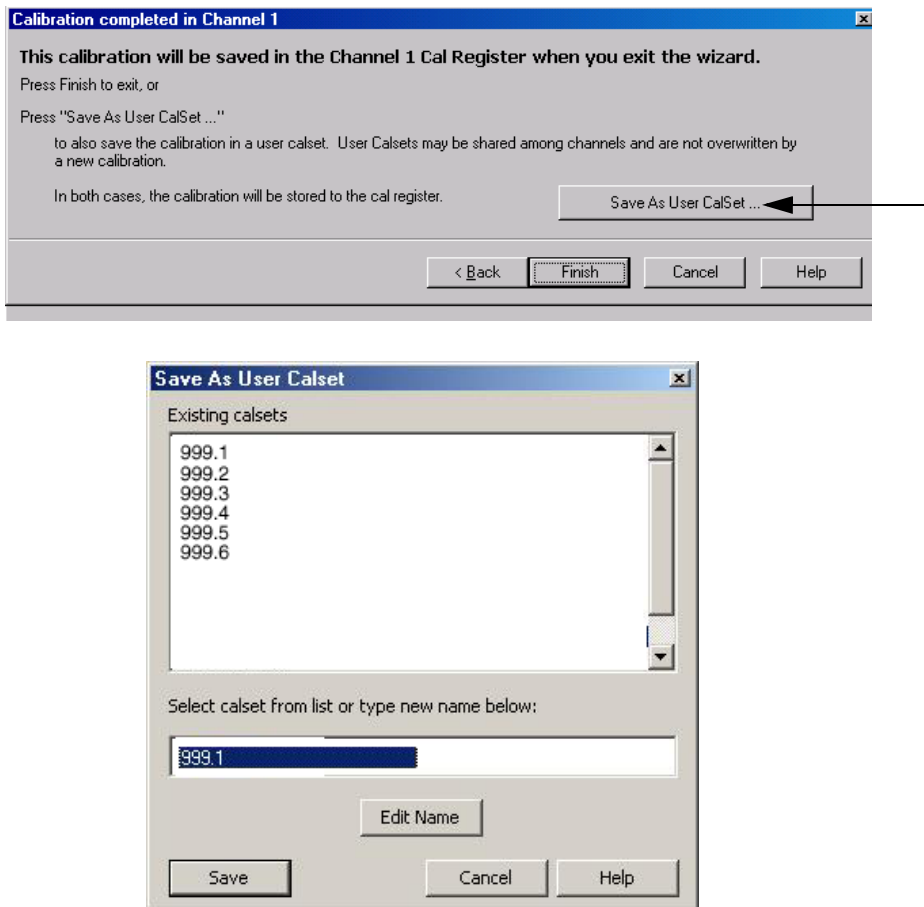 Calibration completed in Channel 1
This calibration will be saved in the Channel 1 Cal Register when you exit the wizard.
Press Finish to exit, or
Press "Save As User CalSet ..."
to also save the calibration in a user calset. User Calsets may be shared among channels and are not overwritten by
a new calibration.
In both cases, the calibration will be stored to the cal register.
Save As User CalSet ...
< Back
Finish
Cancel
Help
Save As User Calset
Existing calsets
999.1
999.2
999.3
999.4
999.5
999.6
Select calset from list or type new name below:
999.1
Edit Name
Save
Cancel
Help